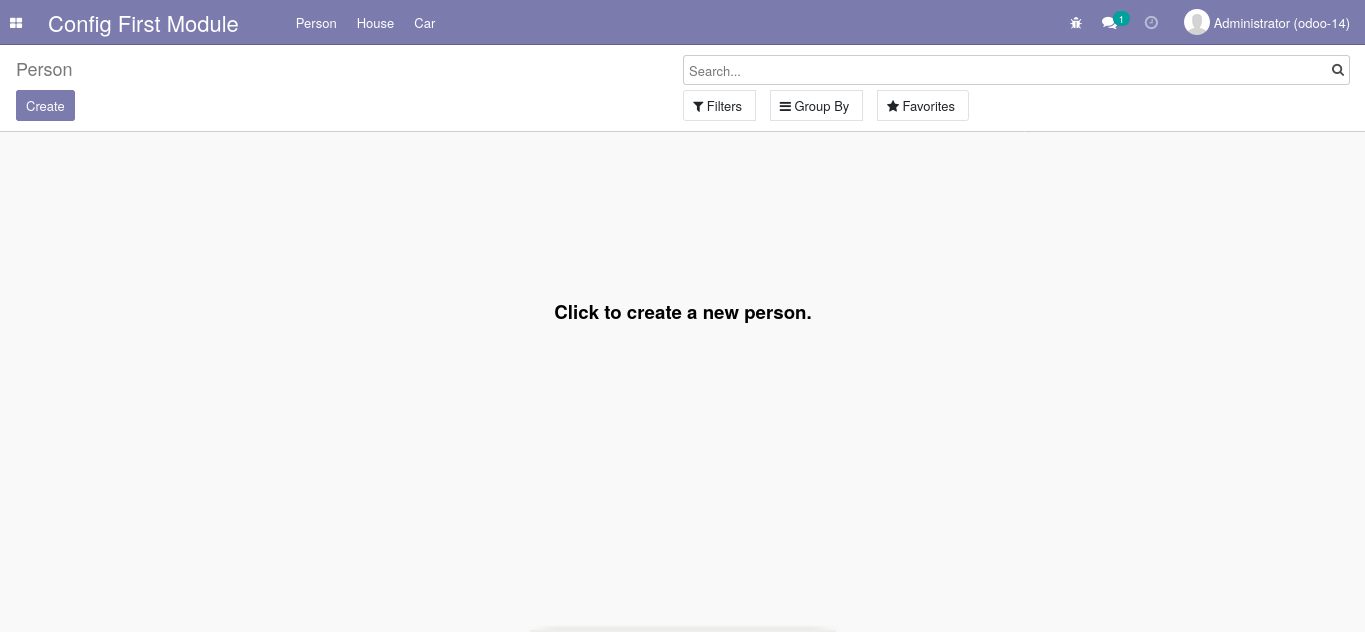 Config First Module Person House Car 1 Administrator (odoo-14)
Person Search...
Create Filters Group By Favorites
Click to create a new person.